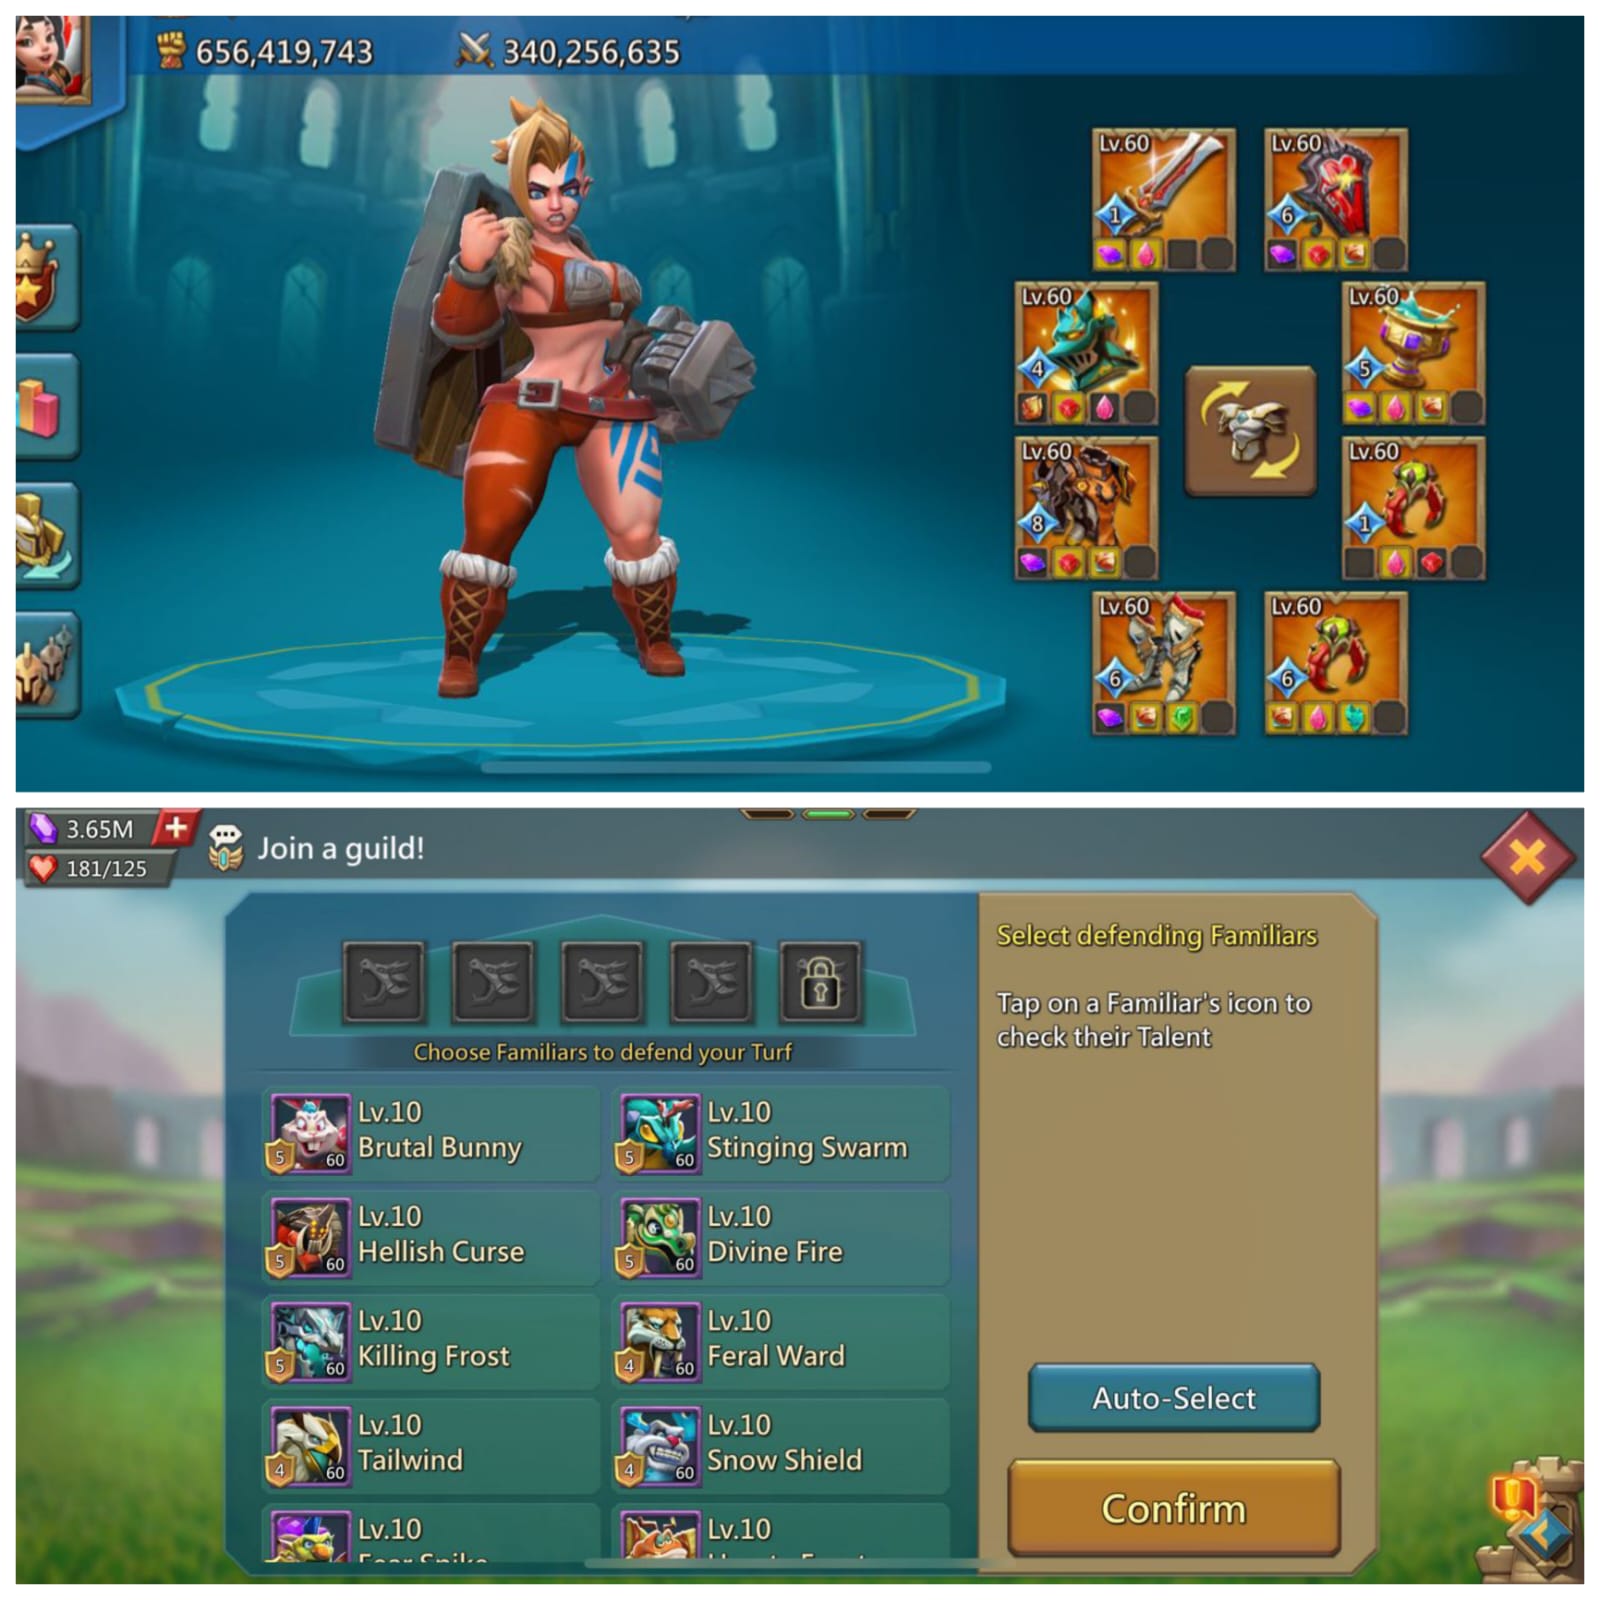 656,419,743
340,256,635
Lv.60
Lv.60
1
6
Lv.60
Lv.60
4
5
Lv.60
Lv.60
8
1
Lv.60
Lv.60
6
6
3.65M
181/125
Join a guild!
Select defending Familiars
Tap on a Familiar's icon to
check their Talent
Choose Familiars to defend your Turf
Lv.10
Brutal Bunny
5
60
Lv.10
Stinging Swarm
5
60
Lv.10
Hellish Curse
5
60
Lv.10
Divine Fire
5
60
Lv.10
Killing Frost
5
60
Lv.10
Feral Ward
4
60
Lv.10
Tailwind
4
60
Lv.10
Snow Shield
4
60
Lv.10
Lv.10
Auto-Select
Confirm